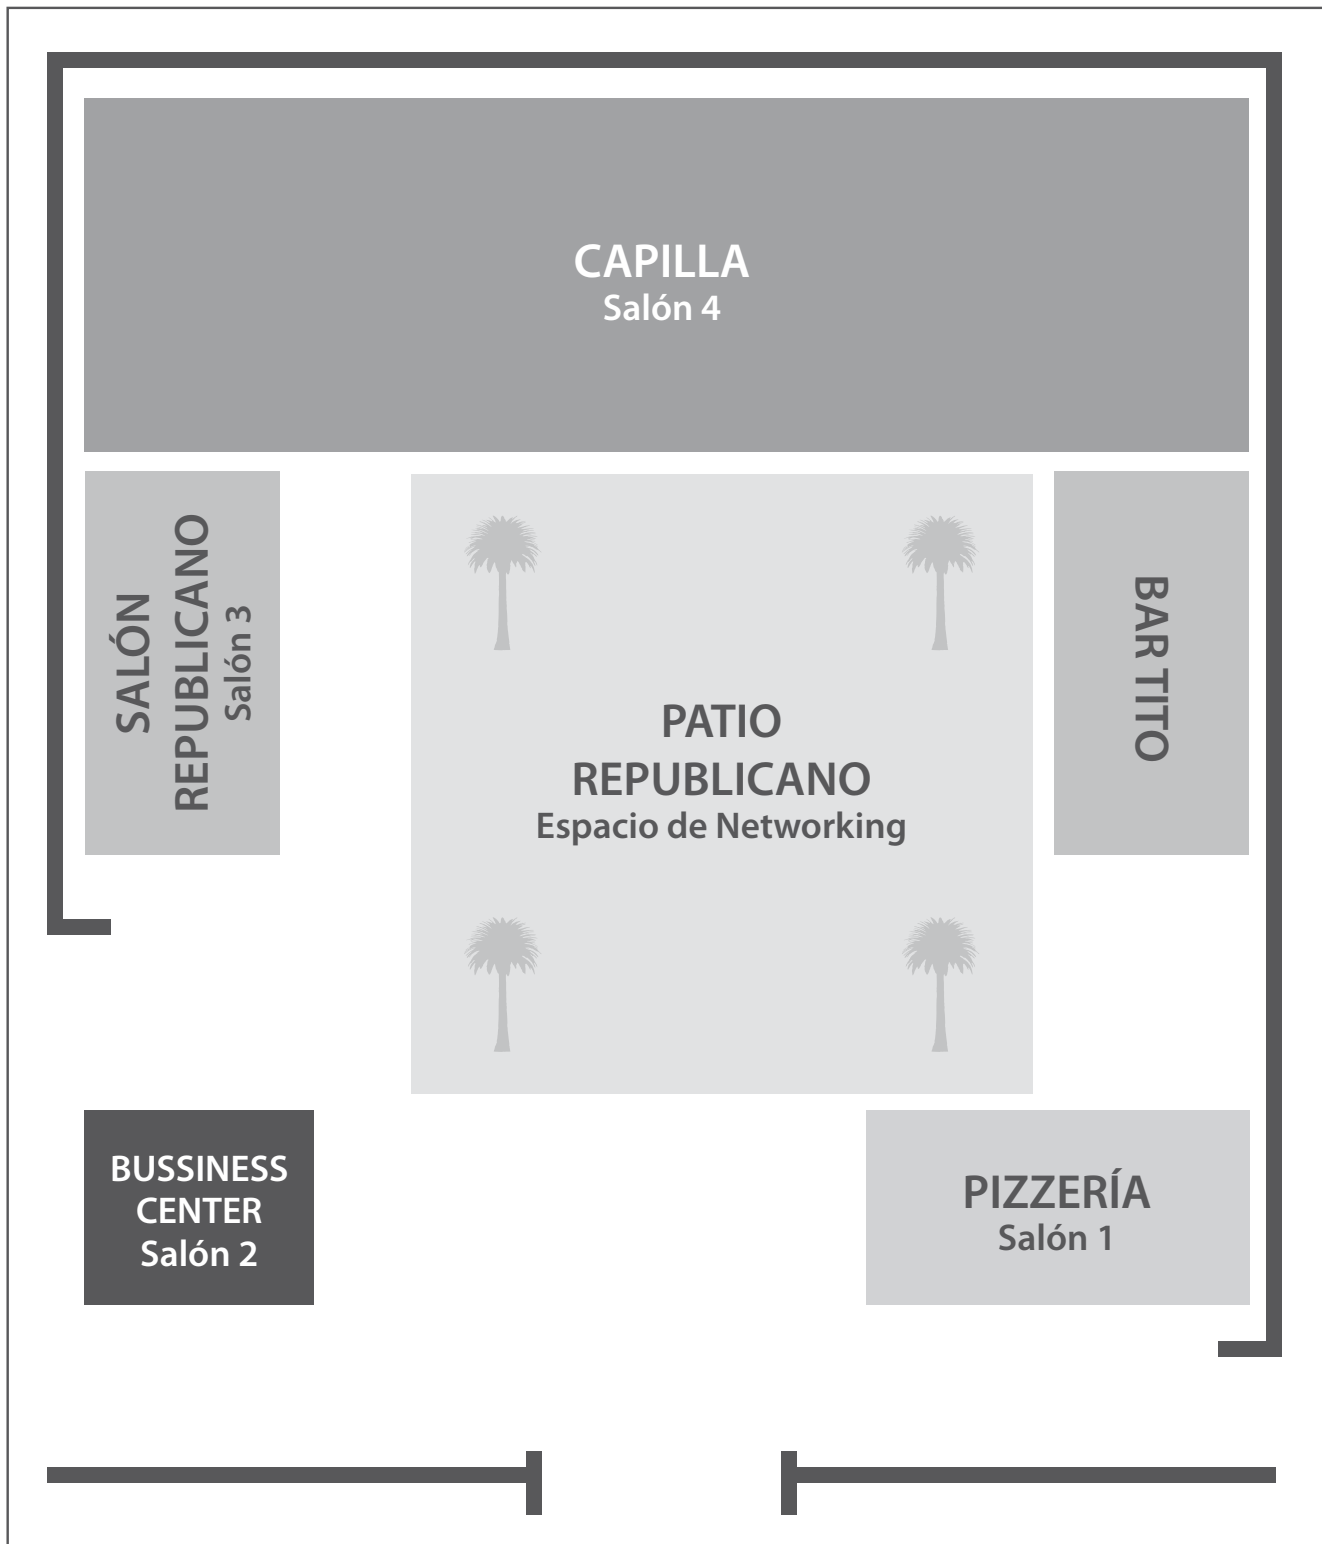 CAPILLA
Salón 4
SALÓN
REPUBLICANO
Salón 3
PATIO
REPUBLICANO
Espacio de Networking
BAR TITO
BUSSINESS
CENTER
Salón 2
PIZZERÍA
Salón 1